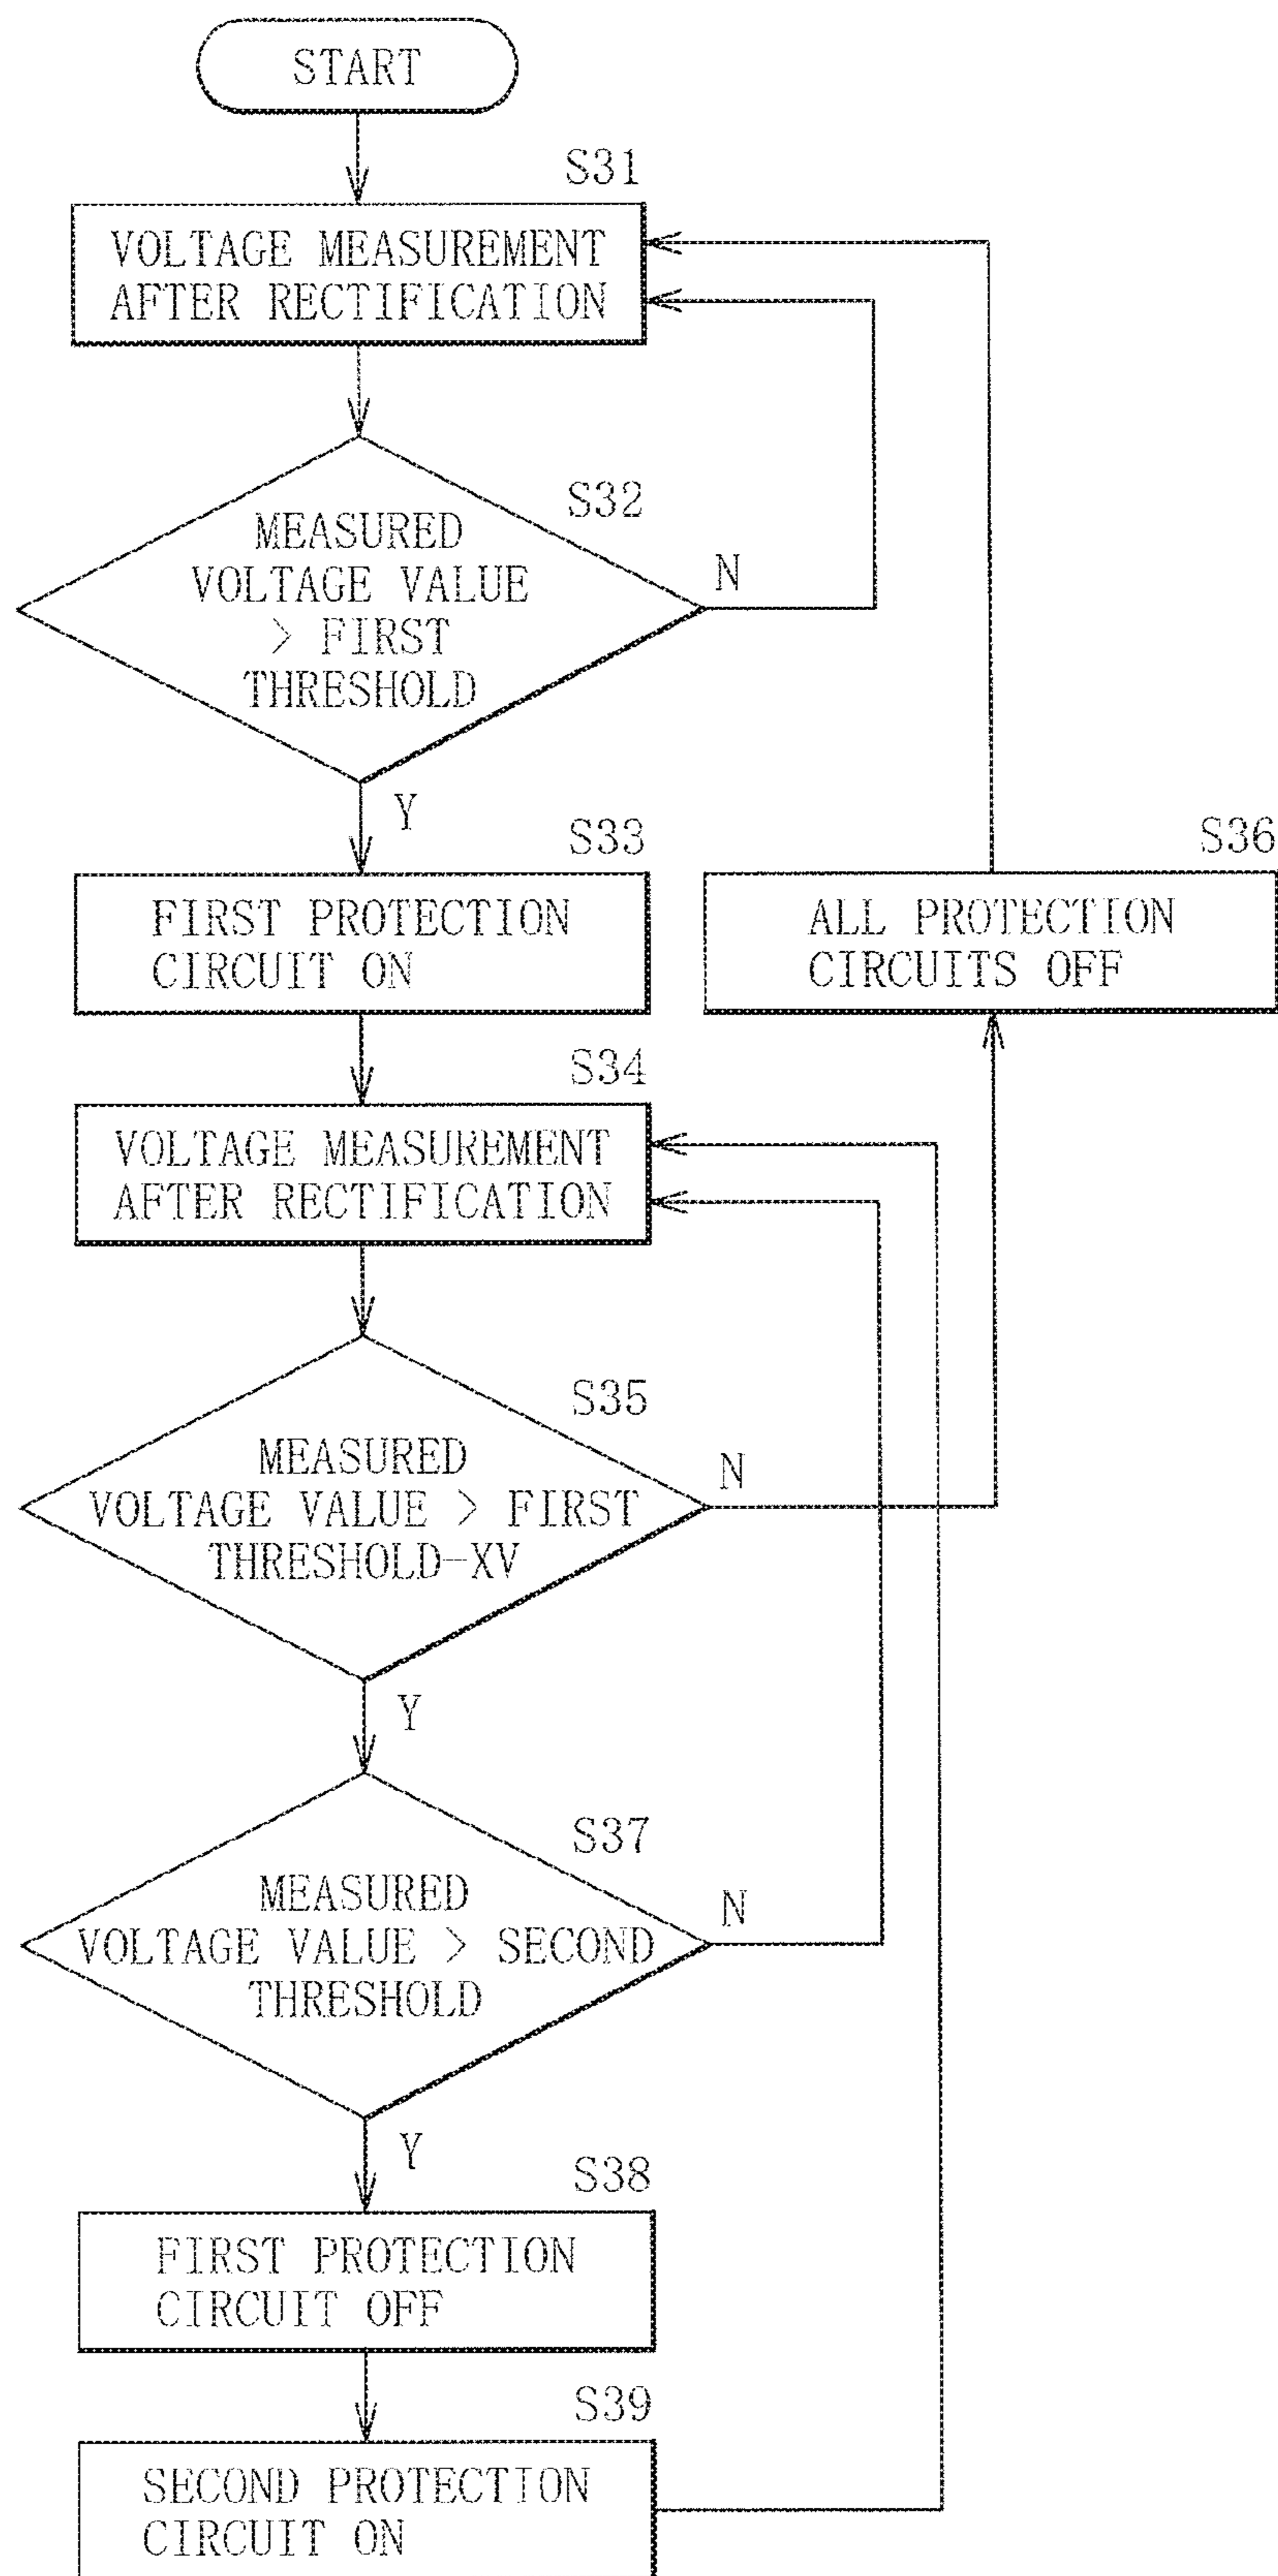 START
S31
VOLTAGE MEASUREMENT
AFTER RECTIFICATION
S32
MEASURED
VOLTAGE VALUE
> FIRST
THRESHOLD
N
Y
S33
FIRST PROTECTION
CIRCUIT ON
S36
ALL PROTECTION
CIRCUITS OFF
S34
VOLTAGE MEASUREMENT
AFTER RECTIFICATION
S35
MEASURED
VOLTAGE VALUE > FIRST
THRESHOLD-XV
N
Y
S37
MEASURED
VOLTAGE VALUE > SECOND
THRESHOLD
N
Y
S38
FIRST PROTECTION
CIRCUIT OFF
S39
SECOND PROTECTION
CIRCUIT ON